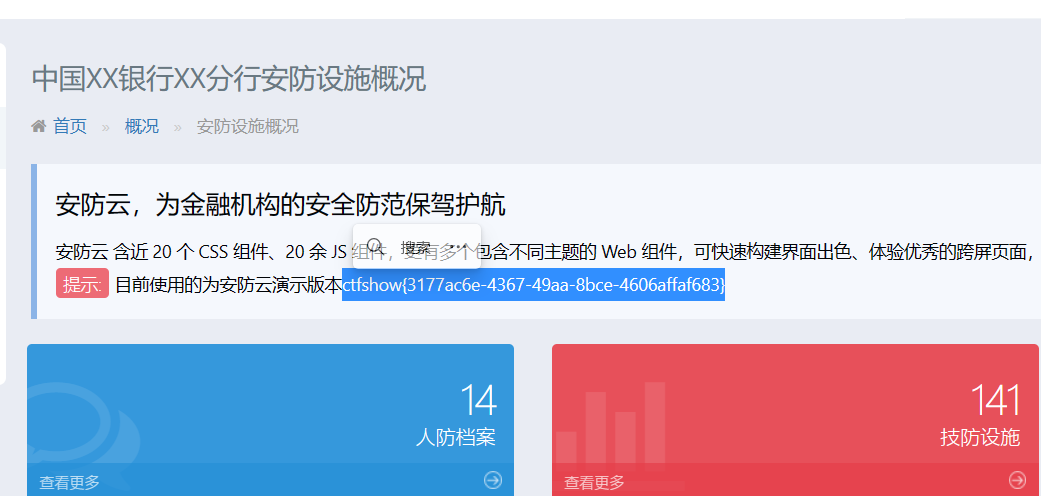 中国XX银行XX分行安防设施概况
首页 » 概况 » 安防设施概况
安防云，为金融机构的安全防范保驾护航
搜索 ···
安防云 含近 20 个 CSS 组件、20 余 JS 组件，更有多个包含不同主题的 Web 组件，可快速构建界面出色、体验优秀的跨屏页面，
提示: 目前使用的为安防云演示版本ctfshow{3177ac6e-4367-49aa-8bce-4606affaf683}
14
人防档案
查看更多
141
技防设施
查看更多